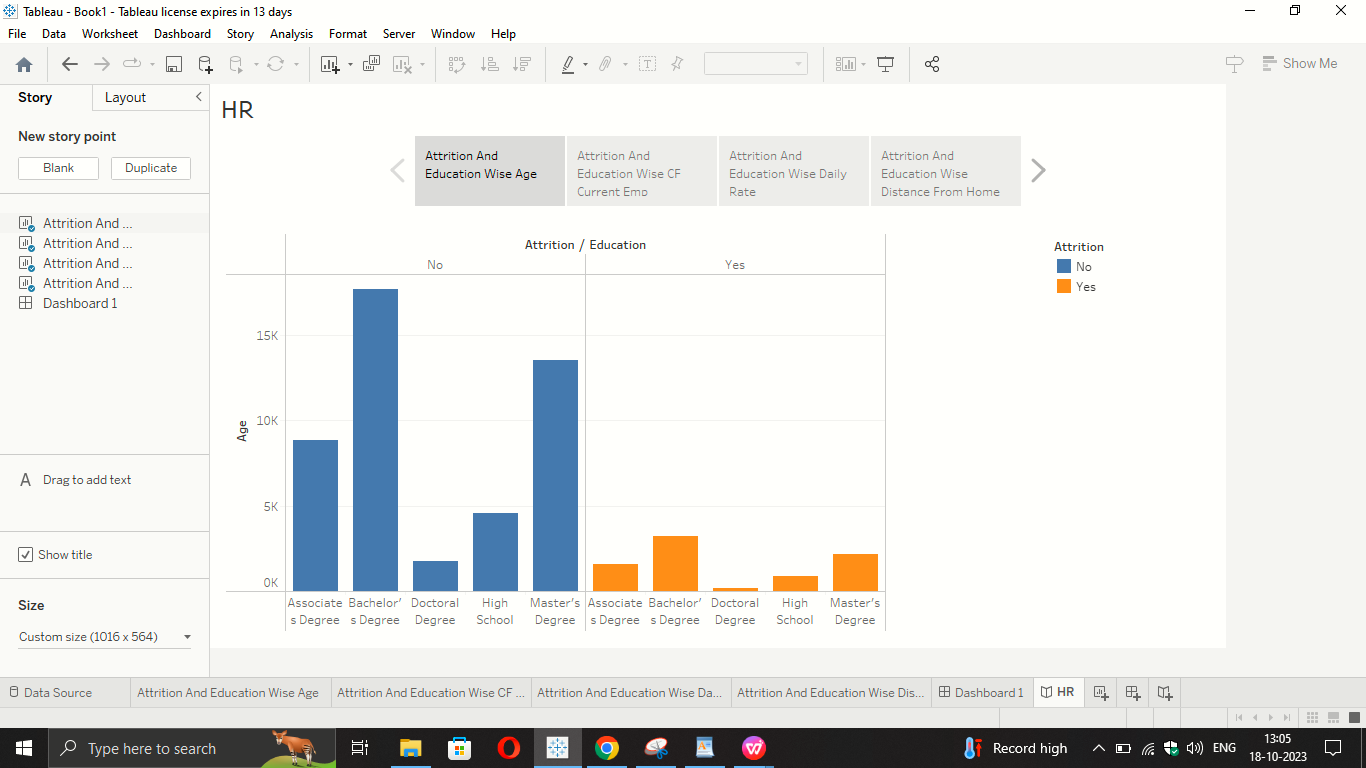 Tableau - Book1 - Tableau license expires in 13 days
File Data Worksheet Dashboard Story Analysis Format Server Window Help
Show Me
Story Layout
New story point
Blank Duplicate
Attrition And ...
Attrition And ...
Attrition And ...
Attrition And ...
Dashboard 1
A Drag to add text
Show title
Size
Custom size (1016 x 564)
HR
Attrition And
Education Wise Age
Attrition And
Education Wise CF
Current Emp
Attrition And
Education Wise Daily
Rate
Attrition And
Education Wise
Distance From Home
Attrition / Education
No Yes
Age
15K
10K
5K
0K
Associate
s Degree
Bachelor'
s Degree
Doctoral
Degree
High
School
Master's
Degree
Associate
s Degree
Bachelor'
s Degree
Doctoral
Degree
High
School
Master's
Degree
Attrition
No
Yes
Data Source Attrition And Education Wise Age Attrition And Education Wise CF ... Attrition And Education Wise Da... Attrition And Education Wise Dis... Dashboard 1 HR
Type here to search
Record high
ENG
13:05
18-10-2023